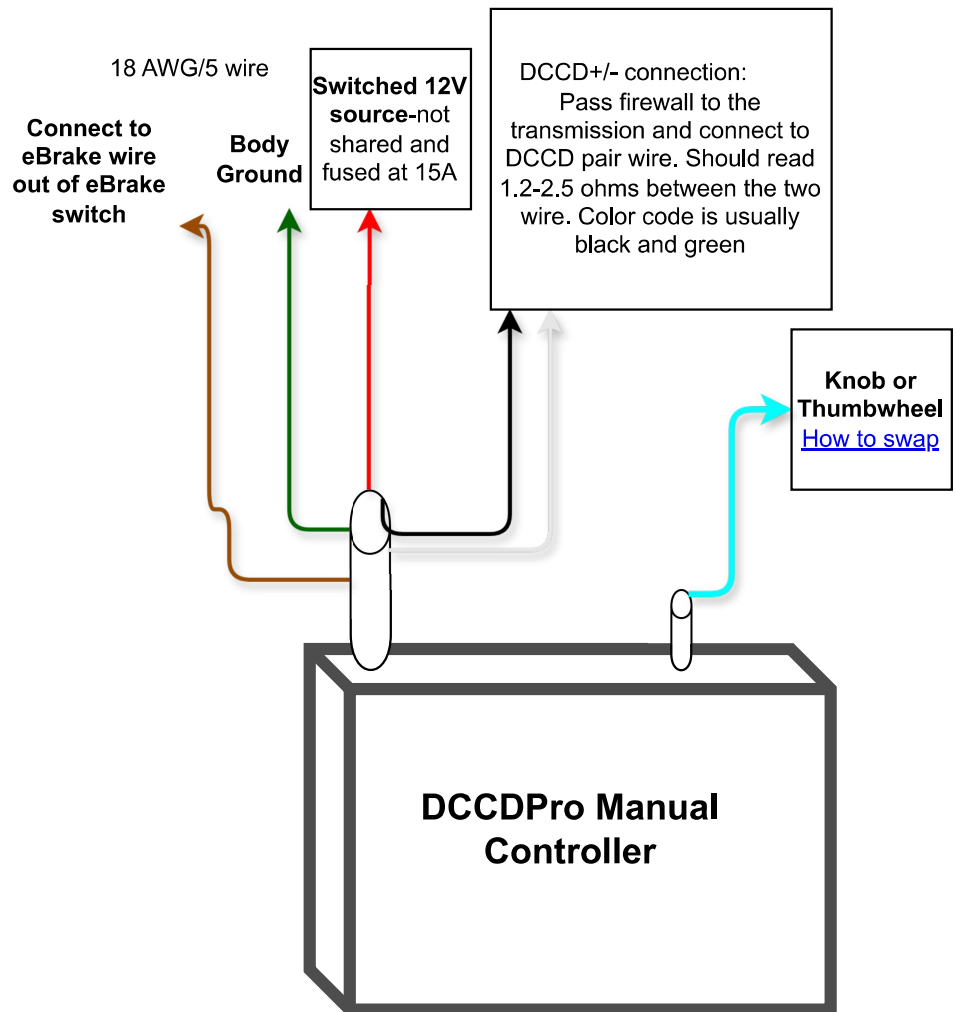 18 AWG/5 wire
Connect to
eBrake wire
out of eBrake
switch
Body
Ground
Switched 12V
source-not
shared and
fused at 15A
DCCD+/- connection:
Pass firewall to the
transmission and connect to
DCCD pair wire. Should read
1.2-2.5 ohms between the two
wire. Color code is usually
black and green
Knob or
Thumbwheel
How to swap
DCCDPro Manual
Controller